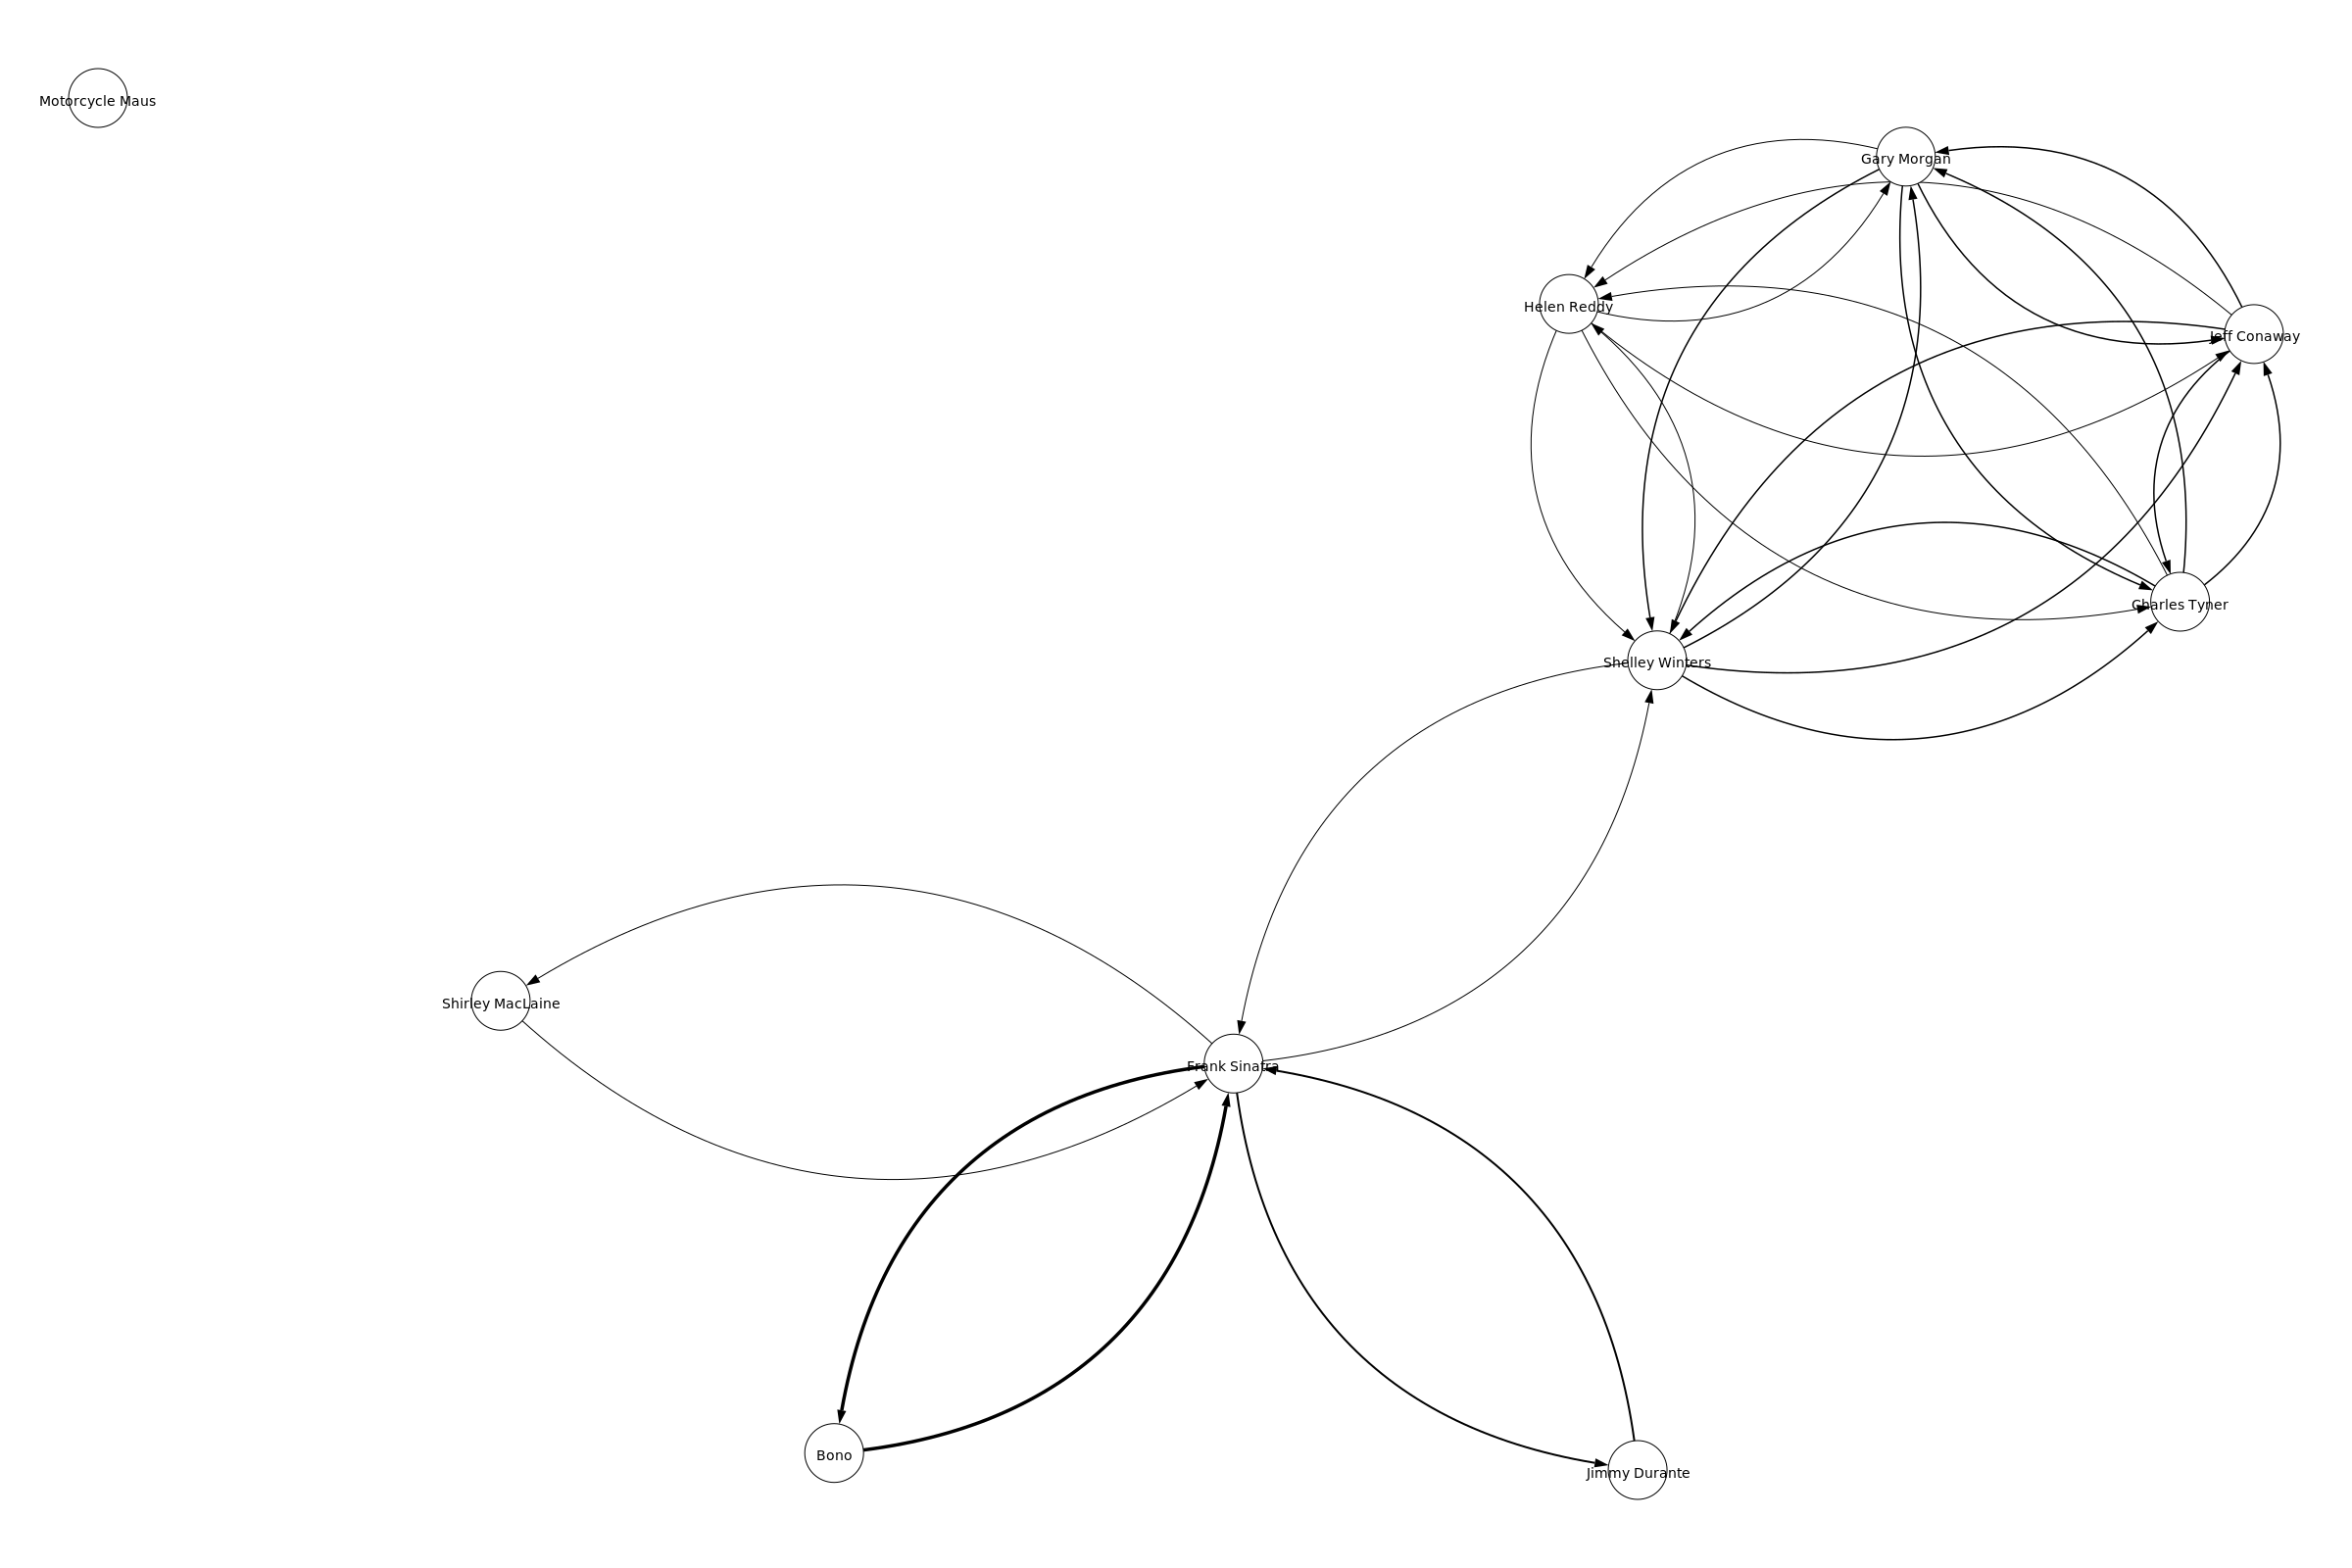 Motorcycle Maus
Gary Morgan
Helen Reddy
Jeff Conaway
Charles Tyner
Shelley Winters
Shirley MacLaine
Frank Sinatra
Bono
Jimmy Durante